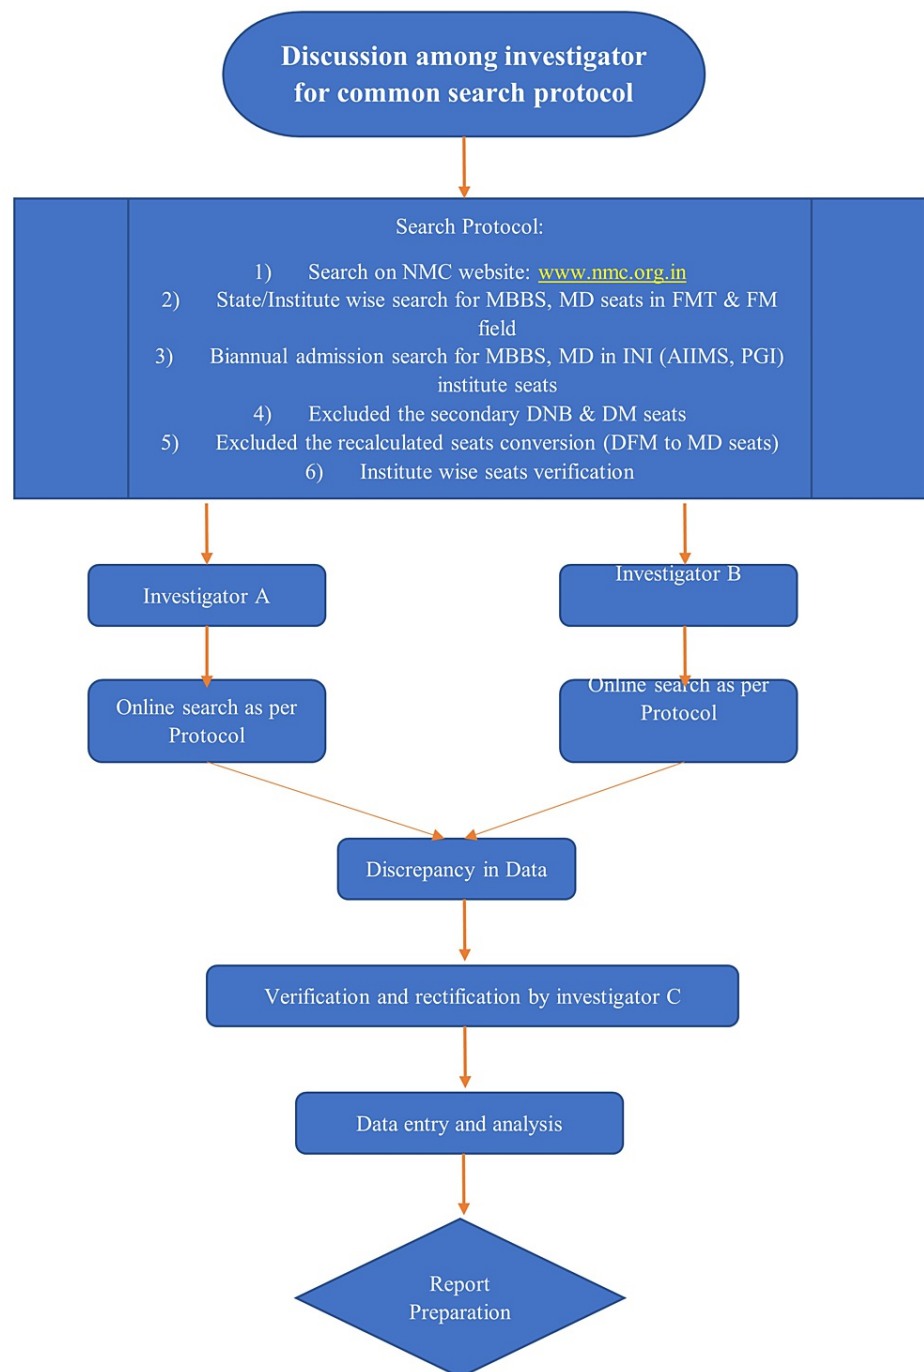 Discussion among investigator
for common search protocol
Search Protocol:
1) Search on NMC website: www.nmc.org.in
2) State/Institute wise search for MBBS, MD seats in FMT & FM
field
3) Biannual admission search for MBBS, MD in INI (AIIMS, PGI)
institute seats
4) Excluded the secondary DNB & DM seats
5) Excluded the recalculated seats conversion (DFM to MD seats)
6) Institute wise seats verification
Investigator A
Investigator B
Online search as per
Protocol
Online search as per
Protocol
Discrepancy in Data
Verification and rectification by investigator C
Data entry and analysis
Report
Preparation